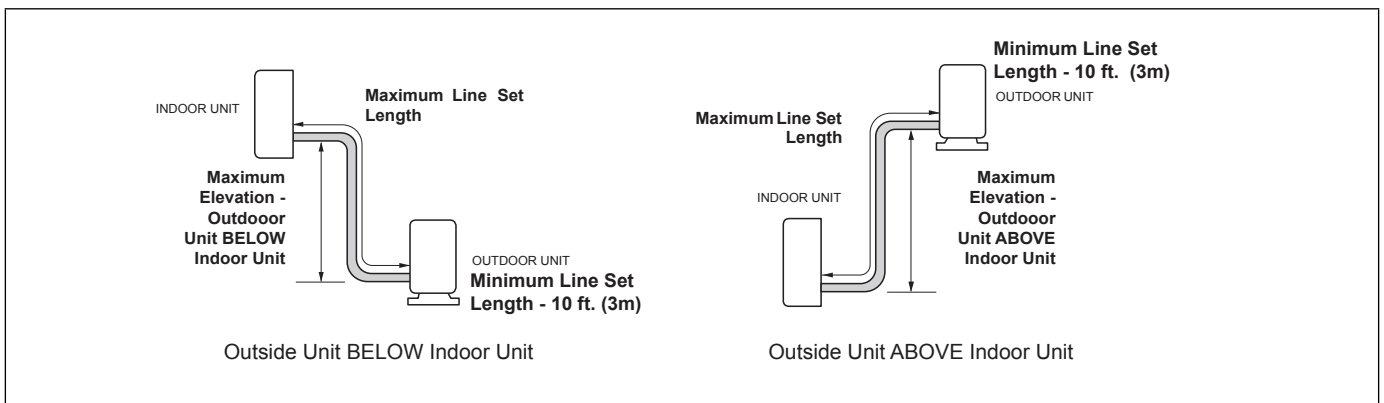 INDOOR UNIT
Maximum Line Set
Length
Maximum
Elevation -
Outdooor
Unit BELOW
Indoor Unit
OUTDOOR UNIT
Minimum Line Set
Length - 10 ft. (3m)
Outside Unit BELOW Indoor Unit
Minimum Line Set
Length - 10 ft. (3m)
OUTDOOR UNIT
Maximum Line Set
Length
INDOOR UNIT
Maximum
Elevation -
Outdooor
Unit ABOVE
Indoor Unit
Outside Unit ABOVE Indoor Unit